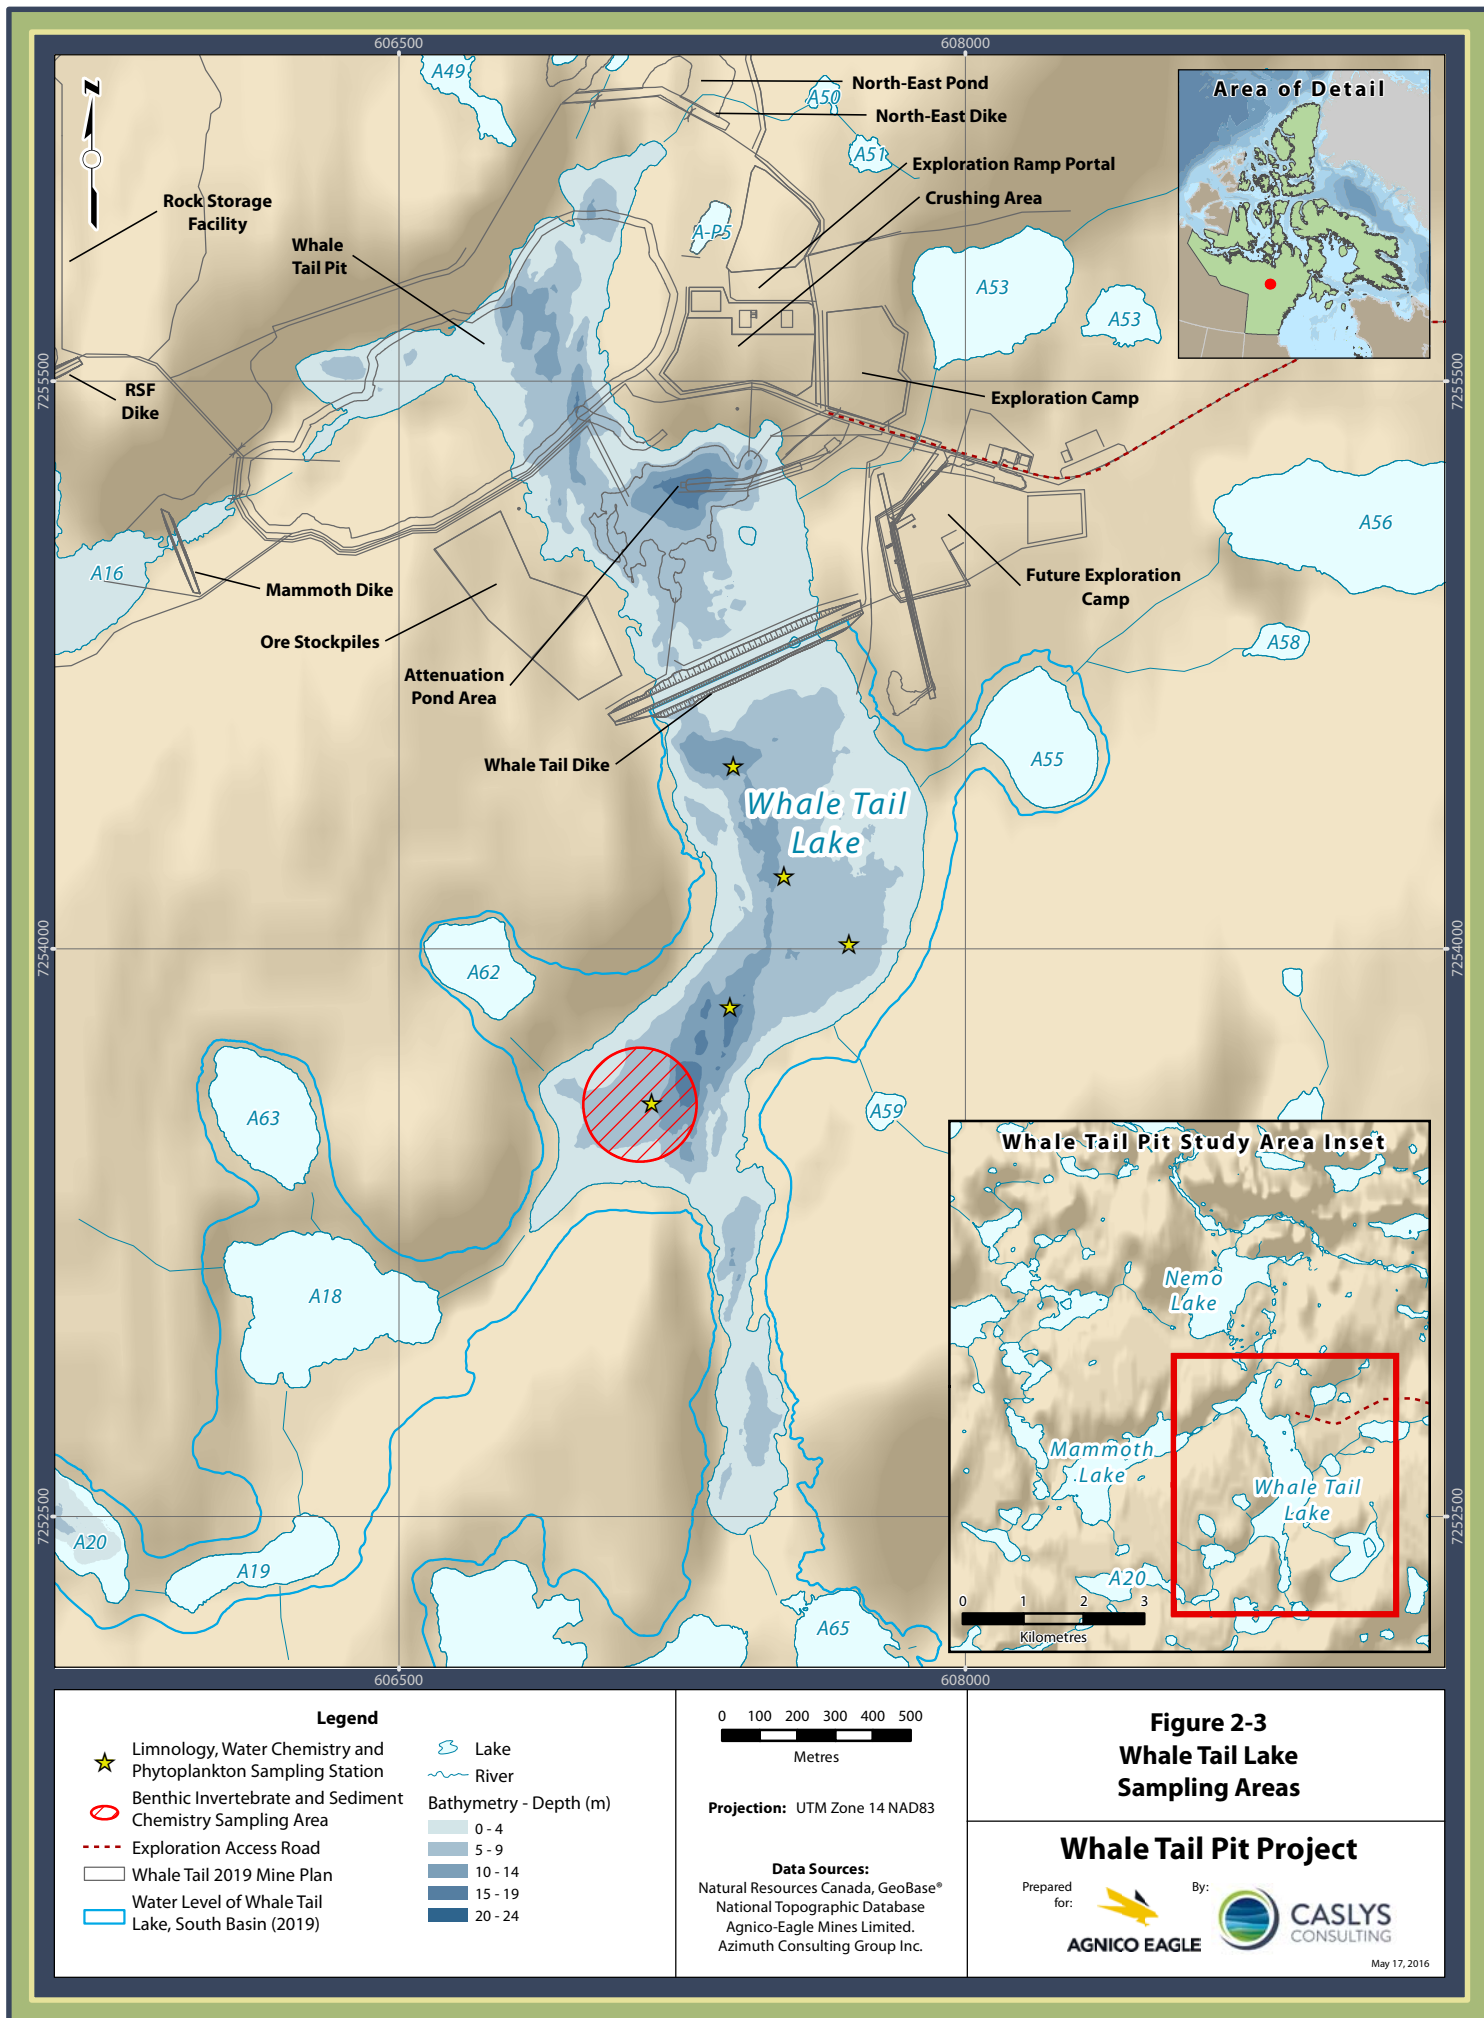 606500
608000
A49
A50
North-East Pond
North-East Dike
A51
Exploration Ramp Portal
Crushing Area
Area of Detail
z
Rock Storage
Facility
Whale
Tail Pit
A-P5
A53
A53
7255500
7255500
RSF
Dike
Exploration Camp
A56
A16
Mammoth Dike
Ore Stockpiles
Attenuation
Pond Area
Future Exploration
Camp
A58
Whale Tail Dike
A55
Whale Tail
Lake
7254000
7254000
A62
A63
A59
A18
Whale Tail Pit Study Area Inset
Nemo
Lake
Mammoth
Lake
Whale Tail
Lake
A20
0 1 2 3
Kilometres
7252500
7252500
A20
A19
A65
606500
608000
Legend
Limnology, Water Chemistry and
Phytoplankton Sampling Station
Benthic Invertebrate and Sediment
Chemistry Sampling Area
Exploration Access Road
Whale Tail 2019 Mine Plan
Water Level of Whale Tail
Lake, South Basin (2019)
Lake
River
Bathymetry - Depth (m)
0 - 4
5 - 9
10 - 14
15 - 19
20 - 24
0 100 200 300 400 500
Metres
Projection: UTM Zone 14 NAD83
Data Sources:
Natural Resources Canada, GeoBase®
National Topographic Database
Agnico-Eagle Mines Limited.
Azimuth Consulting Group Inc.
Figure 2-3
Whale Tail Lake
Sampling Areas
Whale Tail Pit Project
Prepared
for:
AGNICO EAGLE
By:
CASLYS
CONSULTING
May 17, 2016